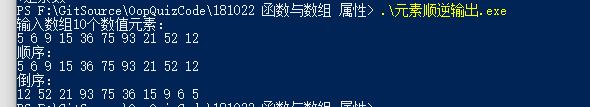 PS F:\GitSource\OopQuizCode\181022 函数与数组 属性> .\元素顺逆输出.exe
输入数组10个数值元素:
5 6 9 15 36 75 93 21 52 12
顺序:
5 6 9 15 36 75 93 21 52 12
倒序:
12 52 21 93 75 36 15 9 6 5